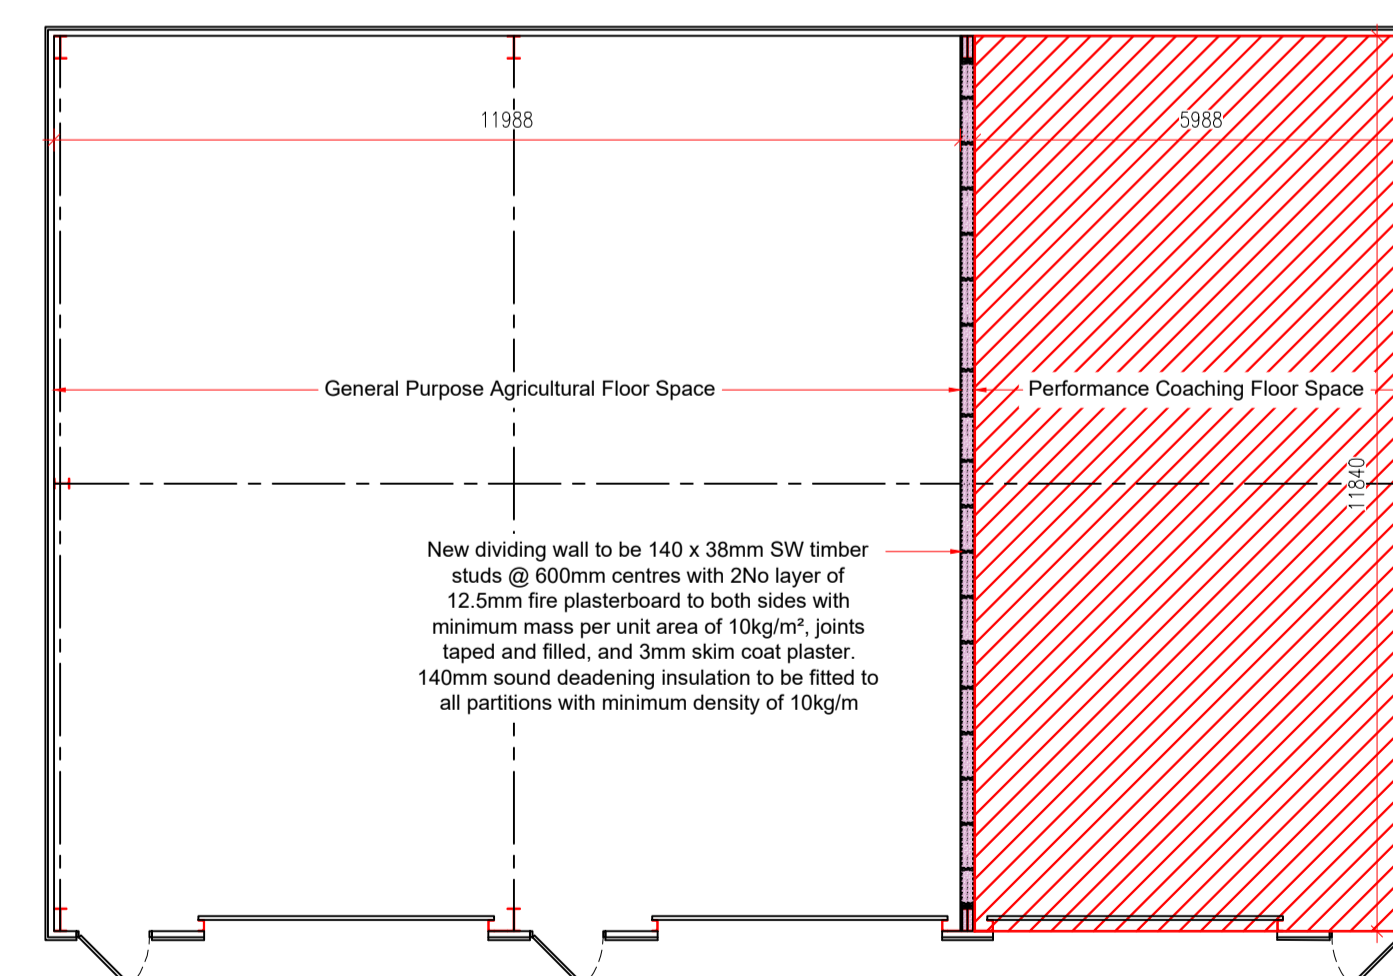 11988
5988
General Purpose Agricultural Floor Space
Performance Coaching Floor Space
11840
New dividing wall to be 140 x 38mm SW timber
studs @ 600mm centres with 2No layer of
12.5mm fire plasterboard to both sides with
minimum mass per unit area of 10kg/m², joints
taped and filled, and 3mm skim coat plaster.
140mm sound deadening insulation to be fitted to
all partitions with minimum density of 10kg/m